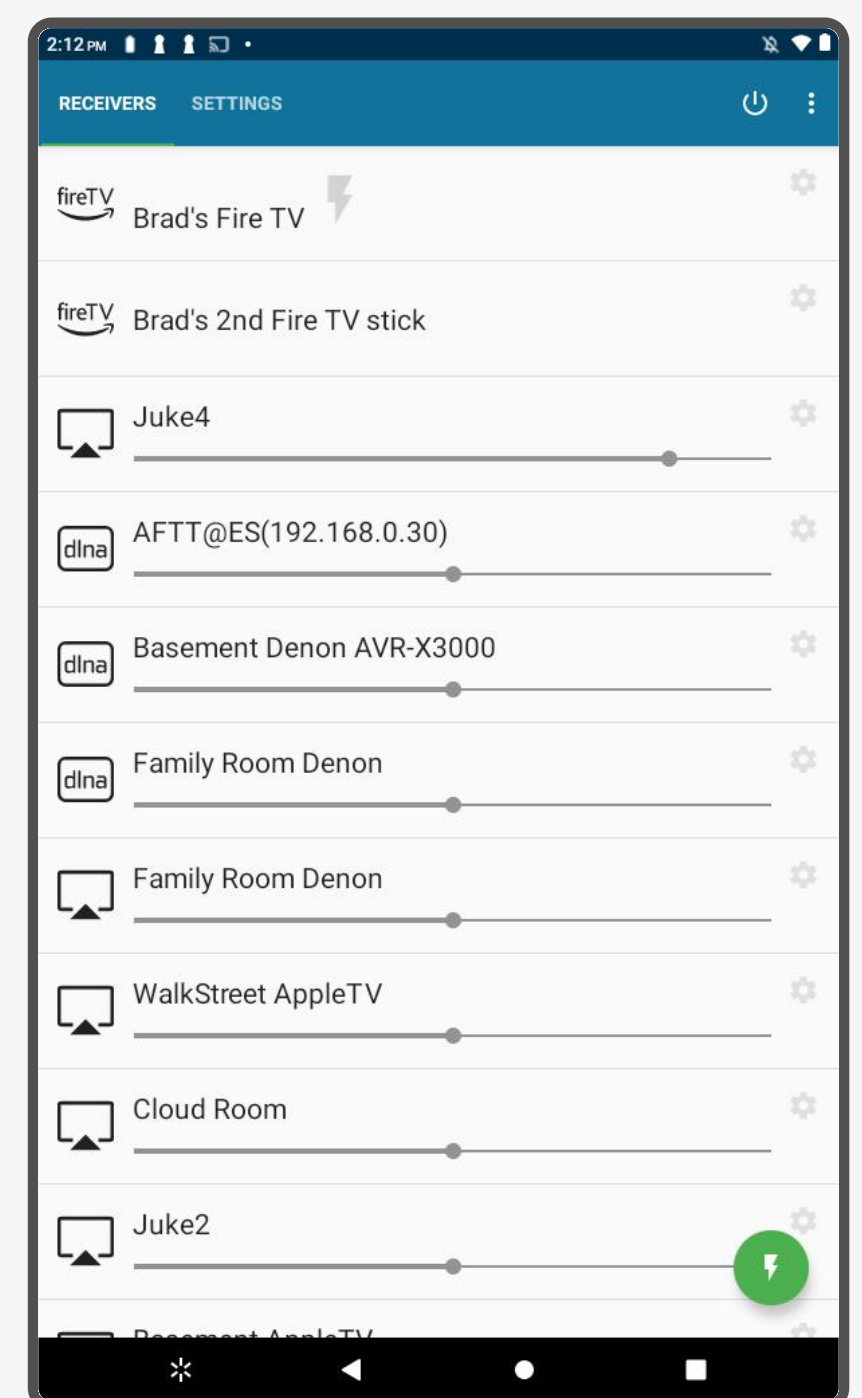 2:12 PM
RECEIVERS SETTINGS
fireTV Brad's Fire TV
fireTV Brad's 2nd Fire TV stick
Juke4
dlna AFTT@ES(192.168.0.30)
dlna Basement Denon AVR-X3000
dlna Family Room Denon
Family Room Denon
WalkStreet AppleTV
Cloud Room
Juke2
Basement AppleTV